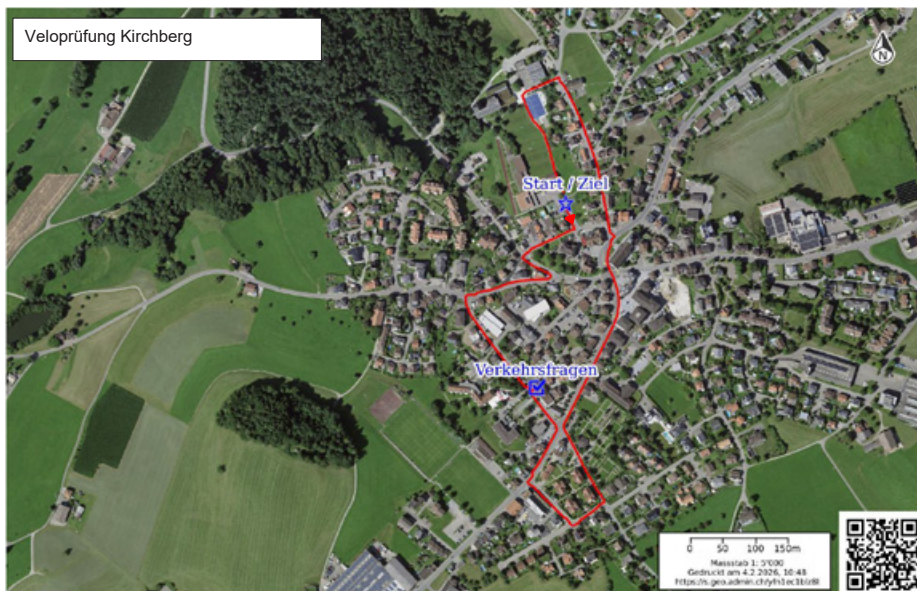 Veloprüfung Kirchberg
N
Start / Ziel
Verkehrsfragen
0 50 100 150m
Massstab 1: 5'000
Gedruckt am 4.2.2026, 10:48